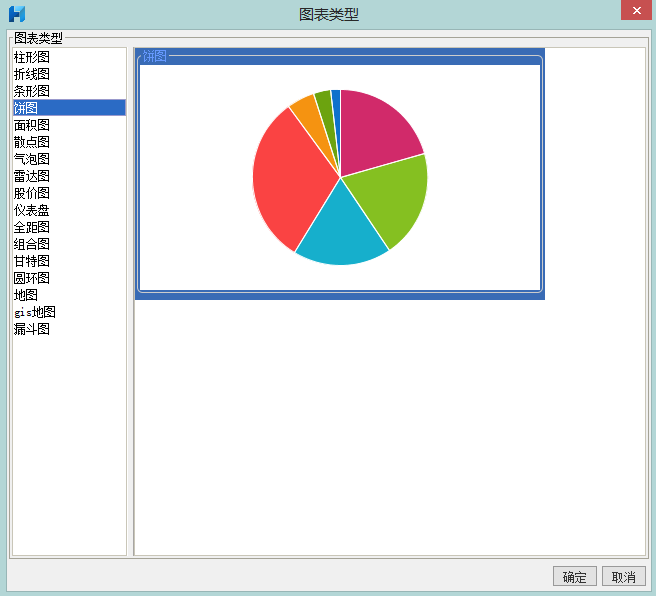 图表类型
图表类型
柱形图
折线图
条形图
饼图
面积图
散点图
气泡图
雷达图
股价图
仪表盘
全距图
组合图
甘特图
圆环图
地图
gis地图
漏斗图
饼图
确定
取消